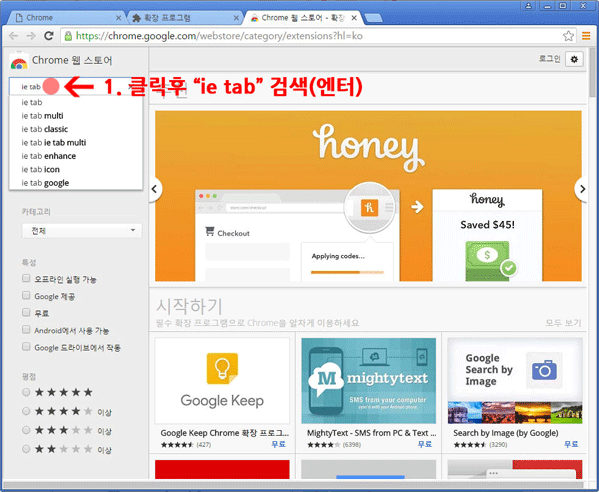 Chrome
확장 프로그램
Chrome 웹 스토어 - 확장
https://chrome.google.com/webstore/category/extensions?hl=ko
Chrome 웹 스토어
로그인
ie tab
1. 클릭후 “ie tab” 검색(엔터)
ie tab
ie tab multi
ie tab classic
ie tab ie tab multi
ie tab enhance
ie tab icon
ie tab google
honey
Checkout
Applying codes...
honey
Saved $45!
카테고리
전체
특성
오프라인 실행 가능
Google 제공
무료
Android에서 사용 가능
Google 드라이브에서 작동
평점
이상
이상
이상
시작하기
필수 확장 프로그램으로 Chrome을 알차게 이용하세요
모두 보기
Google Keep
mightytext
SMS from your computer
Google
Search by
Image
Google Keep Chrome 확장 프로그...
(427)
무료
MightyText - SMS from PC & Text ...
(6398)
무료
Search by Image (by Google)
(3290)
무료